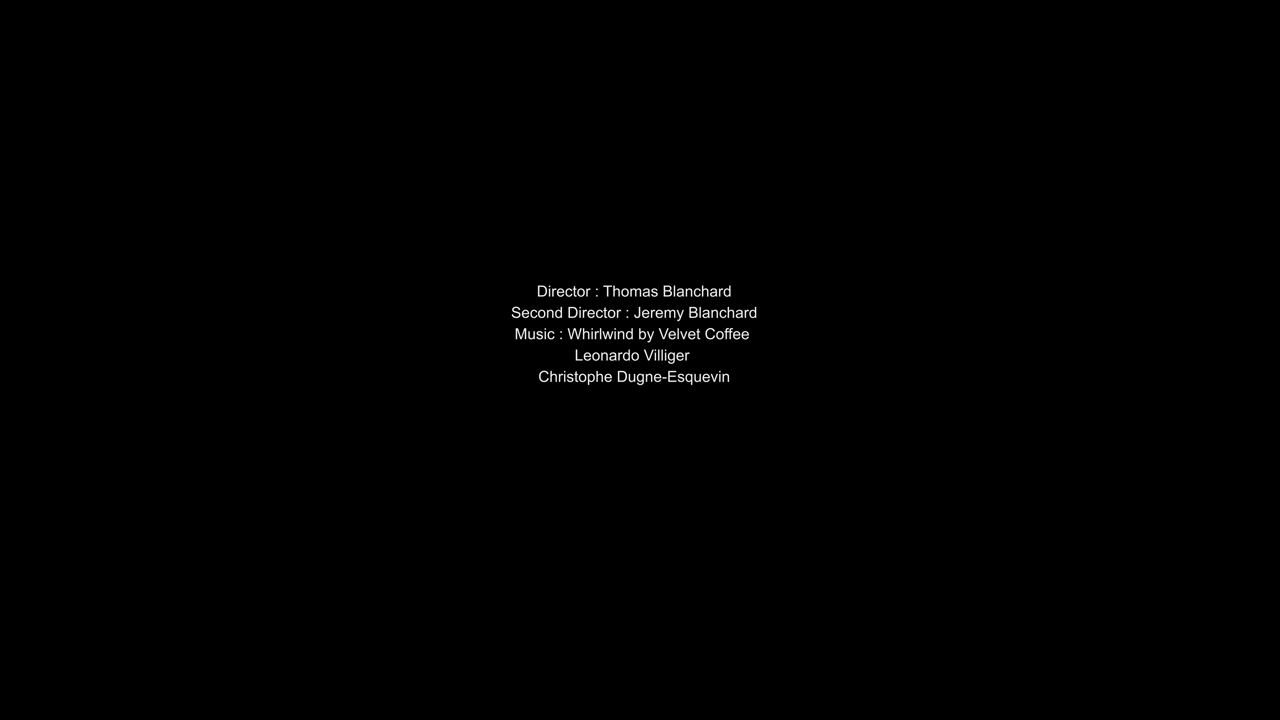 Director : Thomas Blanchard
Second Director : Jeremy Blanchard
Music : Whirlwind by Velvet Coffee
Leonardo Villiger
Christophe Dugne-Esquevin